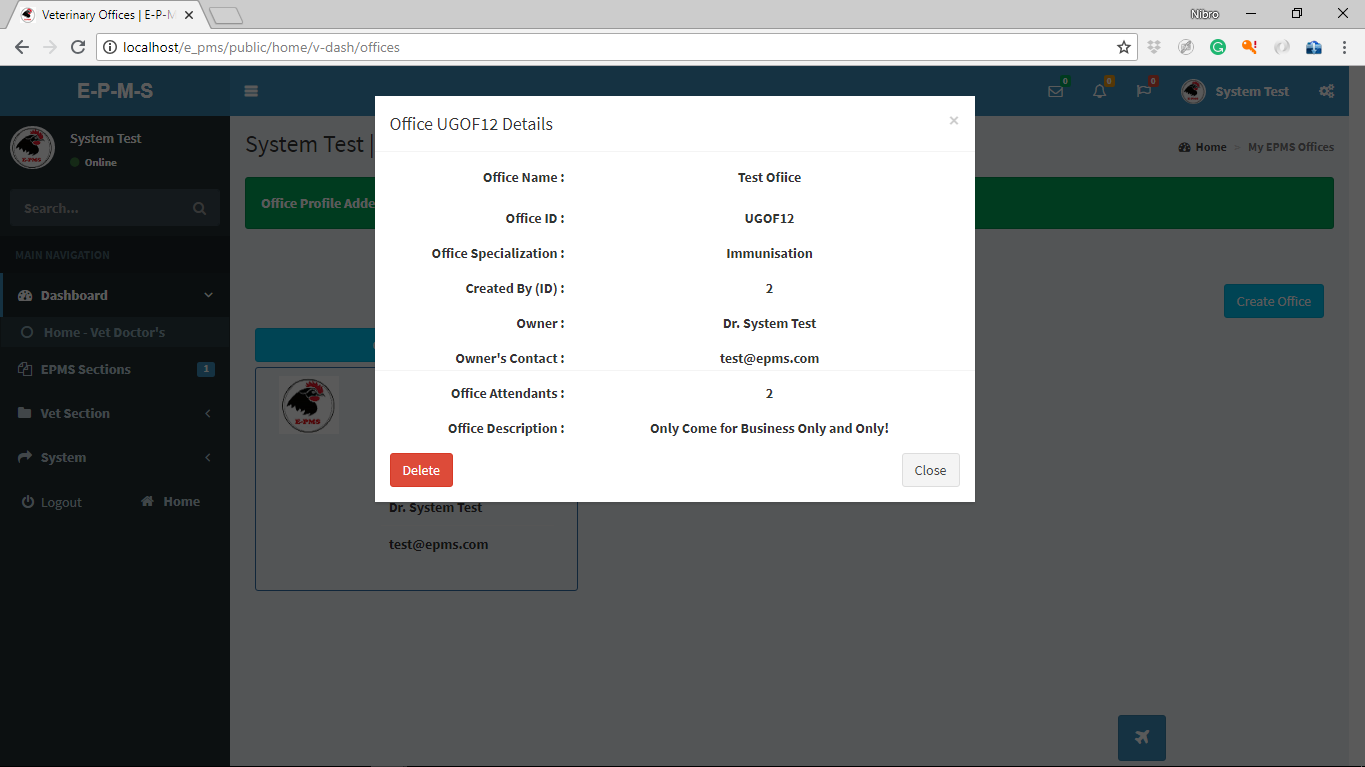 Veterinary Offices | E-P-M
Nibro
localhost/e_pms/public/home/v-dash/offices
E-P-M-S
0
0
0
System Test
System Test
Online
E-PMS
Search...
MAIN NAVIGATION
Dashboard
Home - Vet Doctor's
EPMS Sections
1
Vet Section
System
Logout
Home
System Test |
Home > My EPMS Offices
Office Profile Adde
Create Office
Office UGOF12 Details
×
Office Name : Test Ofiice
Office ID : UGOF12
Office Specialization : Immunisation
Created By (ID) : 2
Owner : Dr. System Test
Owner's Contact : test@epms.com
Office Attendants : 2
Office Description : Only Come for Business Only and Only!
Delete
Close
E-PMS
Dr. System Test
test@epms.com